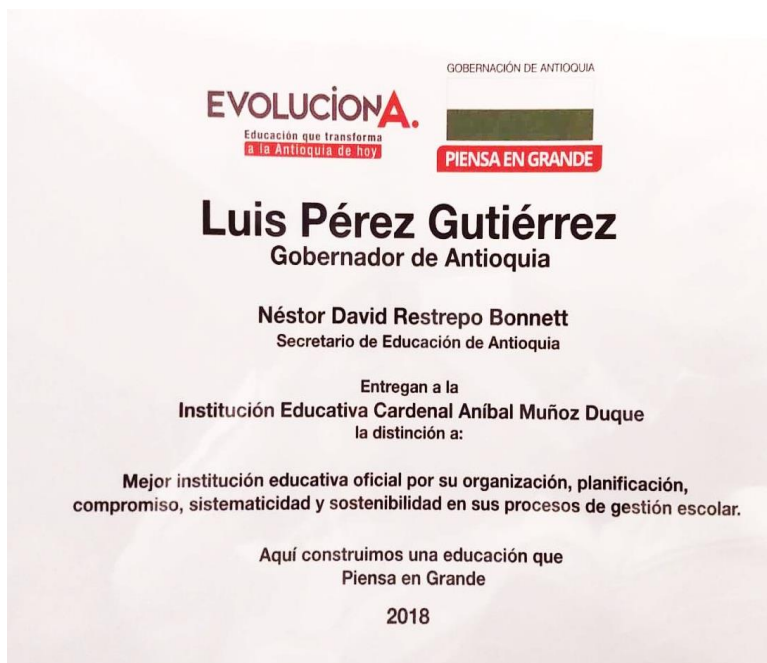 EVOLUCIONA.
Educación que transforma
a la Antioquia de hoy
GOBERNACIÓN DE ANTIOQUIA
PIENSA EN GRANDE
Luis Pérez Gutiérrez
Gobernador de Antioquia
Néstor David Restrepo Bonnett
Secretario de Educación de Antioquia
Entregan a la
Institución Educativa Cardenal Aníbal Muñoz Duque
la distinción a:
Mejor institución educativa oficial por su organización, planificación,
compromiso, sistematicidad y sostenibilidad en sus procesos de gestión escolar.
Aquí construimos una educación que
Piensa en Grande
2018